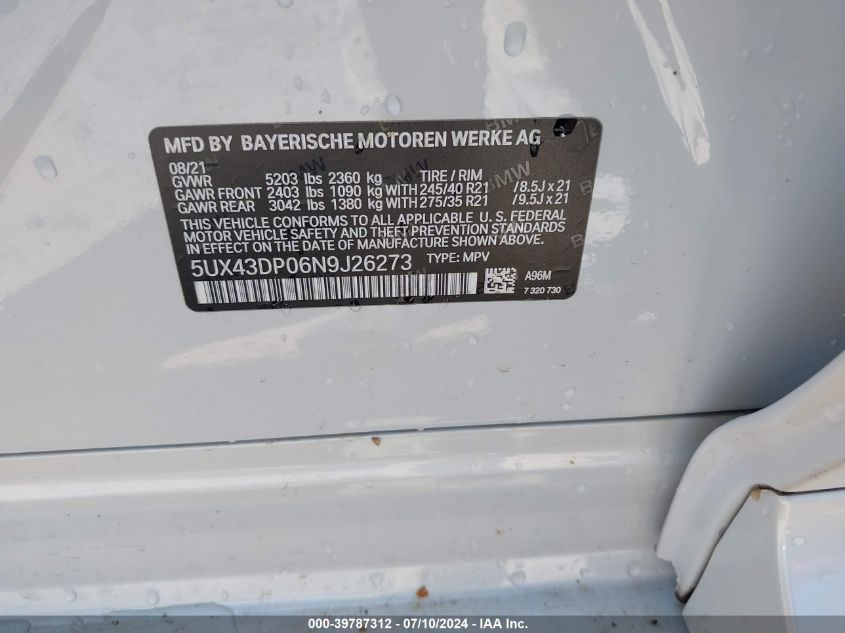 MFD BY BAYERISCHE MOTOREN WERKE AG
08/21
GVWR 5203 lbs 2360 kg TIRE / RIM
GAWR FRONT 2403 lbs 1090 kg WITH 245/40 R21 /8.5J x 21
GAWR REAR 3042 lbs 1380 kg WITH 275/35 R21 /9.5J x 21
THIS VEHICLE CONFORMS TO ALL APPLICABLE U.S. FEDERAL
MOTOR VEHICLE SAFETY AND THEFT PREVENTION STANDARDS
IN EFFECT ON THE DATE OF MANUFACTURE SHOWN ABOVE.
5UX43DP06N9J26273 TYPE: MPV
A96M
7 320 730
000-39787312 - 07/10/2024 - IAAI.com